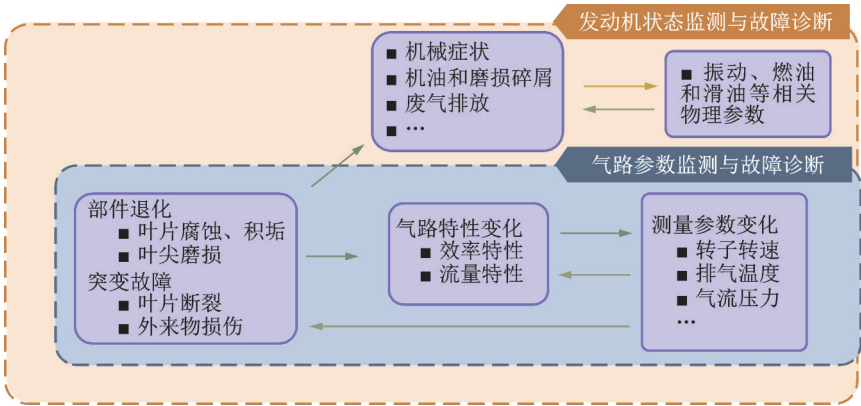 发动机状态监测与故障诊断
■ 机械症状
■ 机油和磨损碎屑
■ 废气排放
■ …
■ 振动、燃油
和滑油等相关
物理参数
气路参数监测与故障诊断
部件退化
■ 叶片腐蚀、积垢
■ 叶尖磨损
突变故障
■ 叶片断裂
■ 外来物损伤
气路特性变化
■ 效率特性
■ 流量特性
测量参数变化
■ 转子转速
■ 排气温度
■ 气流压力
…